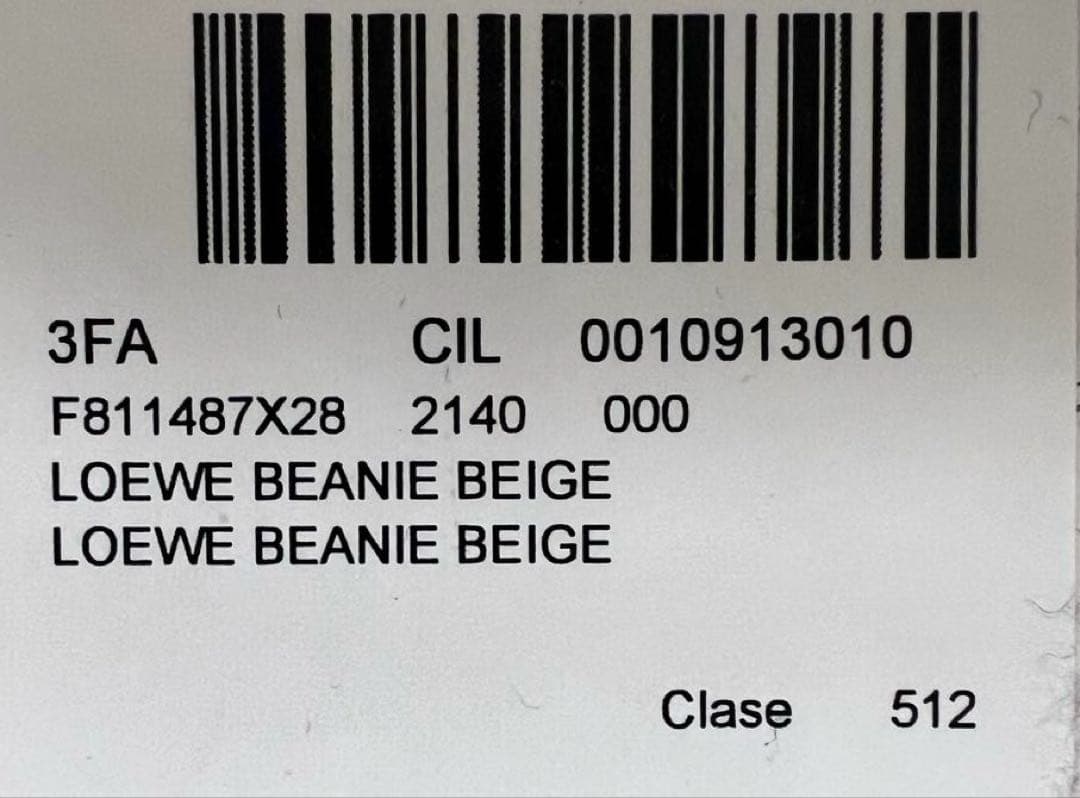 3FA CIL 0010913010
F811487X28 2140 000
LOEWE BEANIE BEIGE
LOEWE BEANIE BEIGE
Clase 512